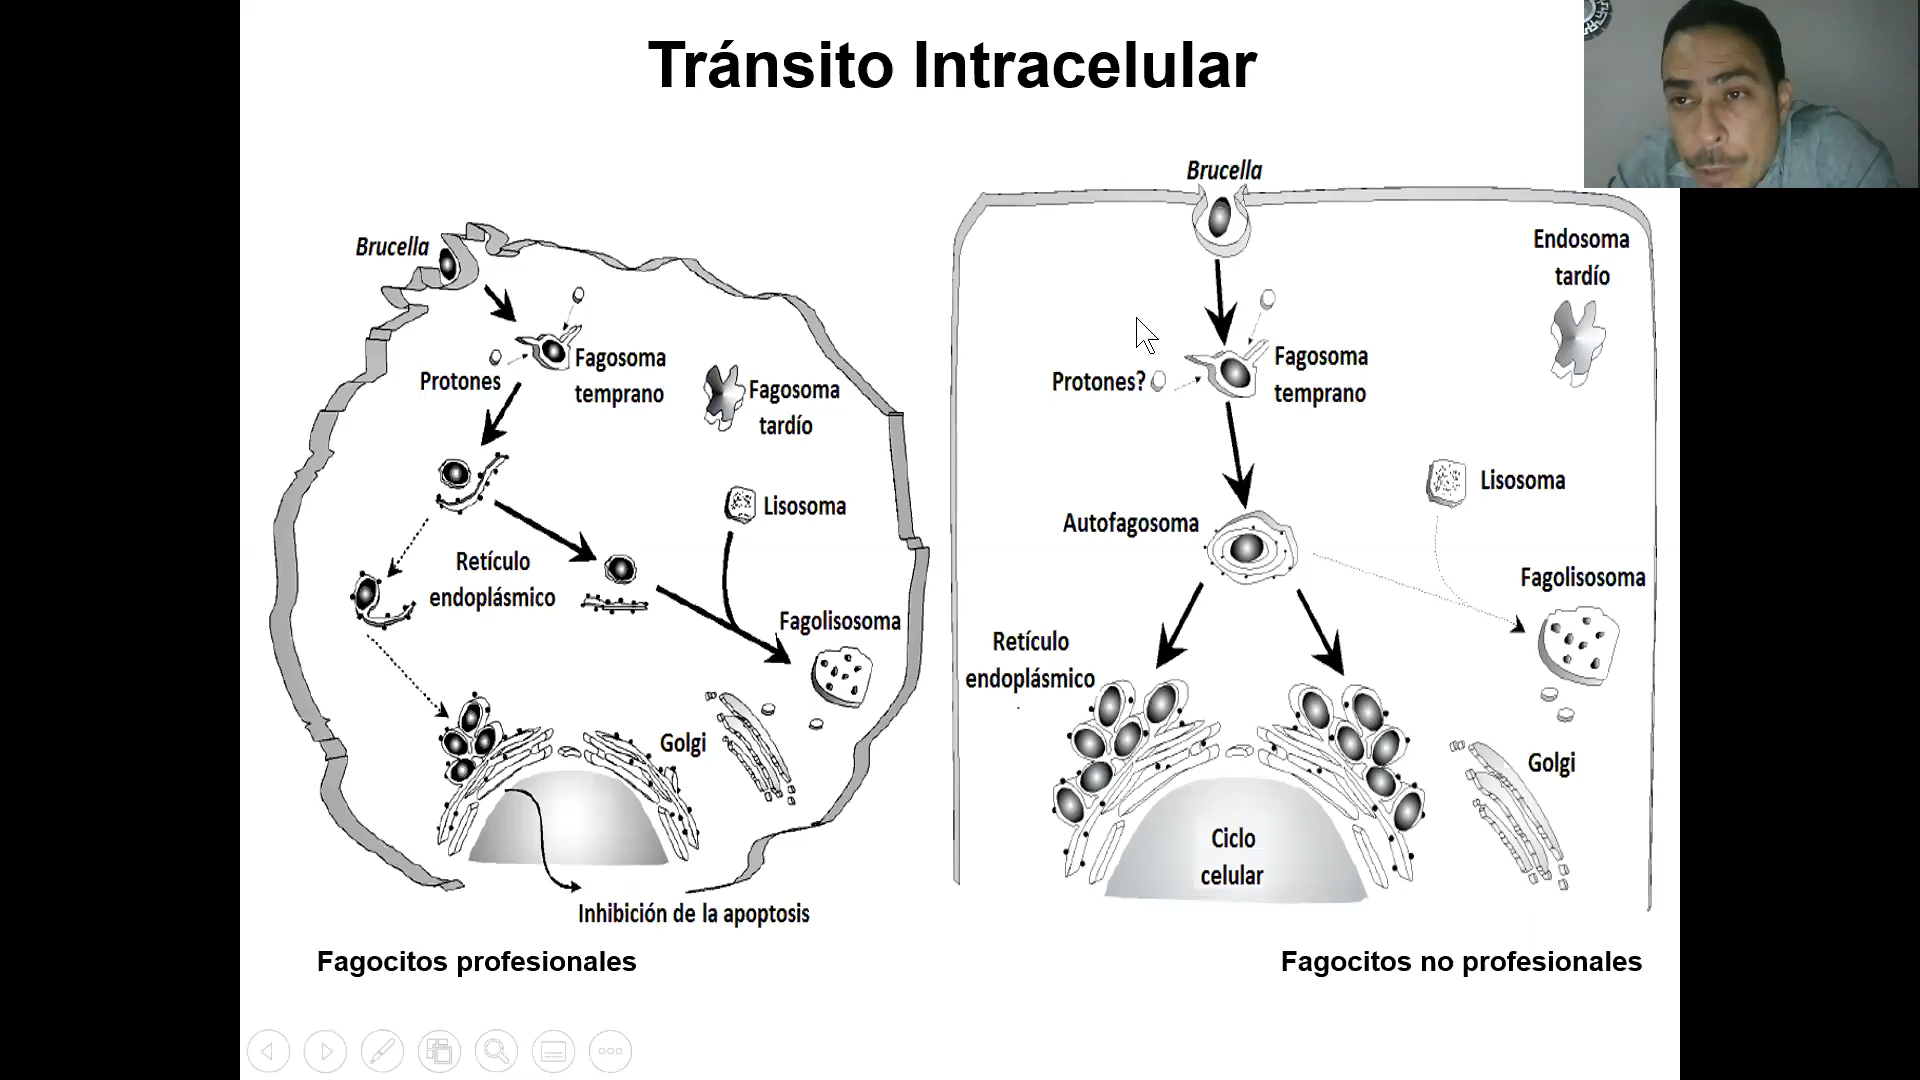 Tránsito Intracelular
Brucella
Fagosoma
temprano
Protones
Fagosoma
tardío
Lisosoma
Retículo
endoplásmico
Fagolisosoma
Golgi
Inhibición de la apoptosis
Fagocitos profesionales
Brucella
Endosoma
tardío
Fagosoma
temprano
Protones?
Lisosoma
Autofagosoma
Fagolisosoma
Retículo
endoplásmico
Golgi
Ciclo
celular
Fagocitos no profesionales